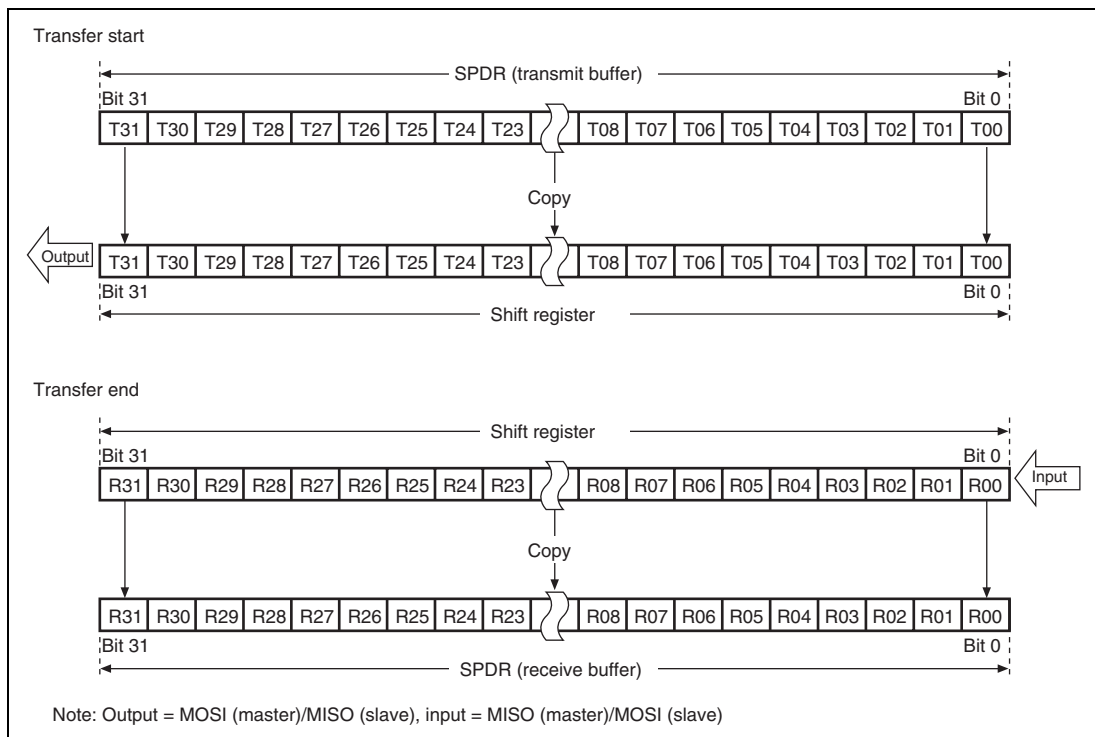 Transfer start
SPDR (transmit buffer)
Bit 31 Bit 0
T31 T30 T29 T28 T27 T26 T25 T24 T23 T08 T07 T06 T05 T04 T03 T02 T01 T00
Copy
Output
T31 T30 T29 T28 T27 T26 T25 T24 T23 T08 T07 T06 T05 T04 T03 T02 T01 T00
Bit 31 Bit 0
Shift register
Transfer end
Shift register
Bit 31 Bit 0
R31 R30 R29 R28 R27 R26 R25 R24 R23 R08 R07 R06 R05 R04 R03 R02 R01 R00
Input
Copy
R31 R30 R29 R28 R27 R26 R25 R24 R23 R08 R07 R06 R05 R04 R03 R02 R01 R00
Bit 31 Bit 0
SPDR (receive buffer)
Note: Output = MOSI (master)/MISO (slave), input = MISO (master)/MOSI (slave)